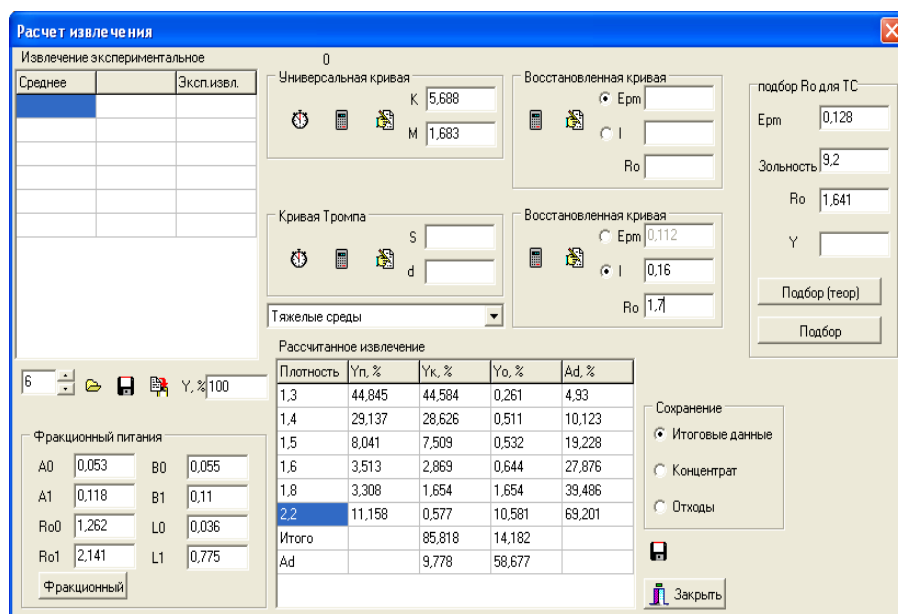 Расчет извлечения
Извлечение экспериментальное
0
Среднее Эксп.извл.
Универсальная кривая
K 5,688
M 1,683
Восстановленная кривая
Epm
I
Ro
подбор Ro для ТС
Epm 0,128
Зольность 9,2
Ro 1,641
Y
Подбор (теор)
Подбор
Кривая Тромпа
S
d
Восстановленная кривая
Epm 0,112
I 0,16
Ro 1,7
Тяжелые среды
6 Y, % 100
Фракционный питания
A0 0,053 B0 0,055
A1 0,118 B1 0,11
Ro0 1,262 L0 0,036
Ro1 2,141 L1 0,775
Фракционный
Рассчитанное извлечение
Плотность Yп, % Yк, % Yo, % Ad, %
1,3 44,845 44,584 0,261 4,93
1,4 29,137 28,626 0,511 10,123
1,5 8,041 7,509 0,532 19,228
1,6 3,513 2,869 0,644 27,876
1,8 3,308 1,654 1,654 39,486
2,2 11,158 0,577 10,581 69,201
Итого 85,818 14,182
Ad 9,778 58,677
Сохранение
Итоговые данные
Концентрат
Отходы
Закрыть